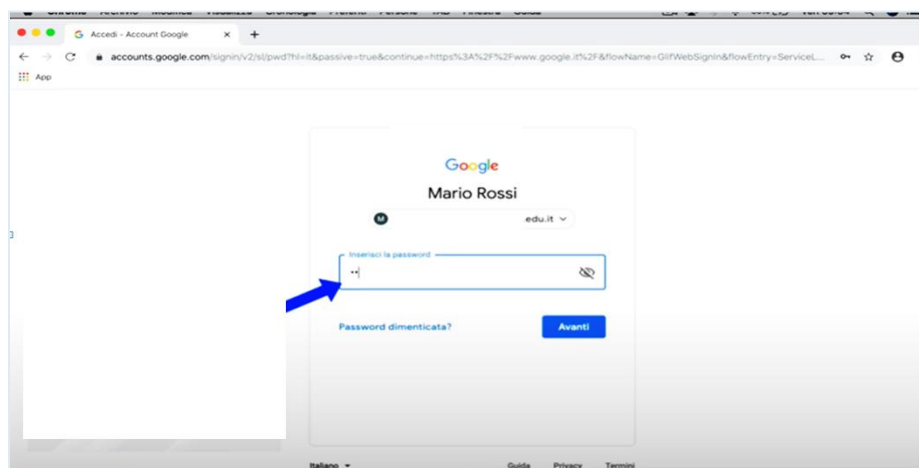 Accedi - Account Google
accounts.google.com/signin/v2/sl/pwd?hl=it&passive=true&continue=https%3A%2F%2Fwww.google.it%2F&flowName=GlifWebSignIn&flowEntry=ServiceL...
App
Google
Mario Rossi
M
edu.it
Inserisci la password
Password dimenticata?
Avanti
Italiano
Guida Privacy Termini